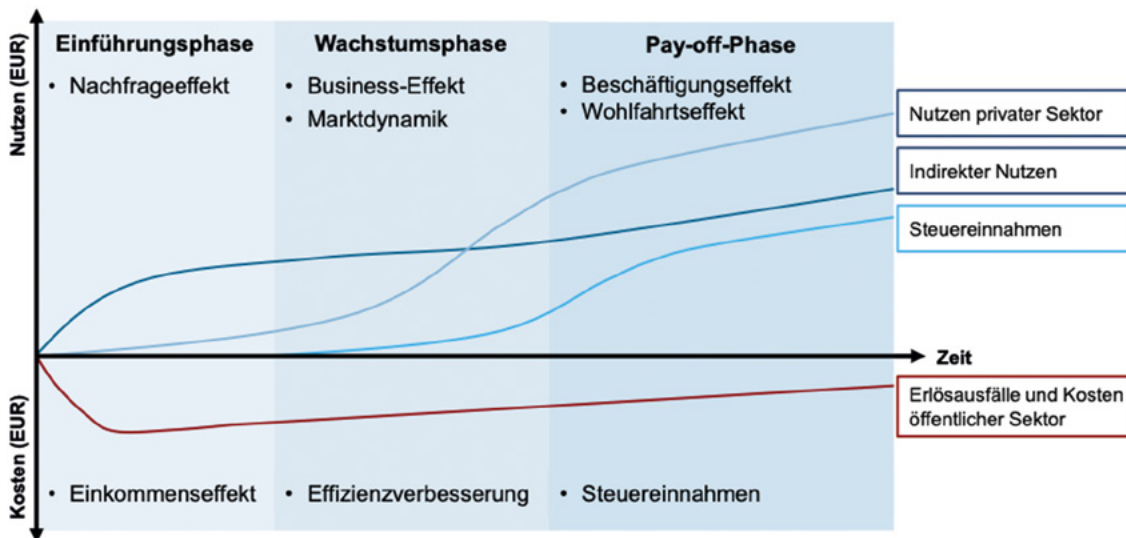 Nutzen (EUR)
Kosten (EUR)
Einführungsphase
• Nachfrageeffekt
Wachstumsphase
• Business-Effekt
• Marktdynamik
Pay-off-Phase
• Beschäftigungseffekt
• Wohlfahrtseffekt
Nutzen privater Sektor
Indirekter Nutzen
Steuereinnahmen
Zeit
Erlösausfälle und Kosten
öffentlicher Sektor
• Einkommenseffekt
• Effizienzverbesserung
• Steuereinnahmen